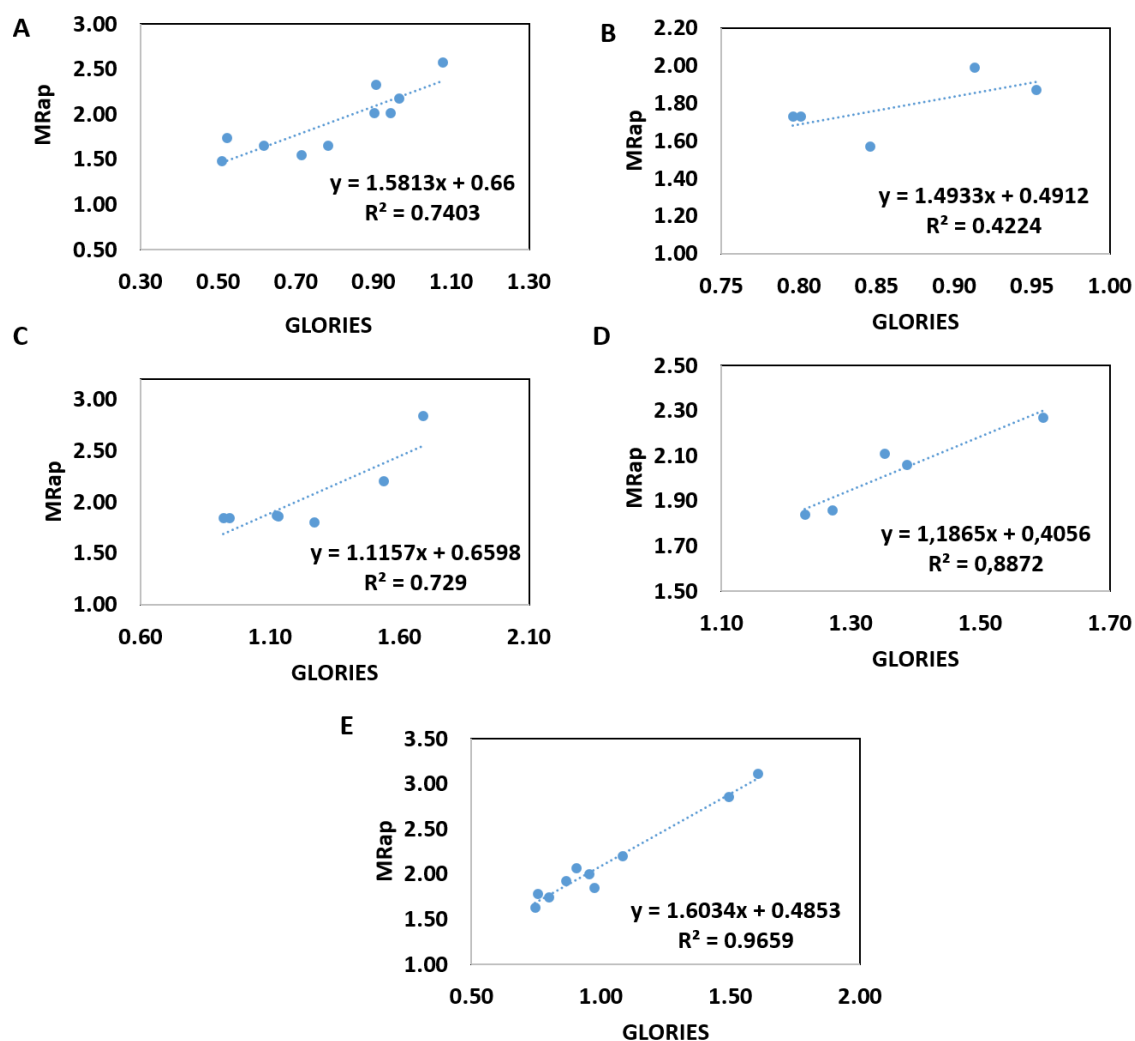 A
MRap
3.00
2.50
2.00
1.50
1.00
0.50
y = 1.5813x + 0.66
R² = 0.7403
0.30 0.50 0.70 0.90 1.10 1.30
GLORIES
B
MRap
2.20
2.00
1.80
1.60
1.40
1.20
1.00
y = 1.4933x + 0.4912
R² = 0.4224
0.75 0.80 0.85 0.90 0.95 1.00
GLORIES
C
MRap
3.00
2.50
2.00
1.50
1.00
y = 1.1157x + 0.6598
R² = 0.729
0.60 1.10 1.60 2.10
GLORIES
D
MRap
2.50
2.30
2.10
1.90
1.70
1.50
y = 1,1865x + 0,4056
R² = 0,8872
1.10 1.30 1.50 1.70
GLORIES
E
MRap
3.50
3.00
2.50
2.00
1.50
1.00
y = 1.6034x + 0.4853
R² = 0.9659
0.50 1.00 1.50 2.00
GLORIES